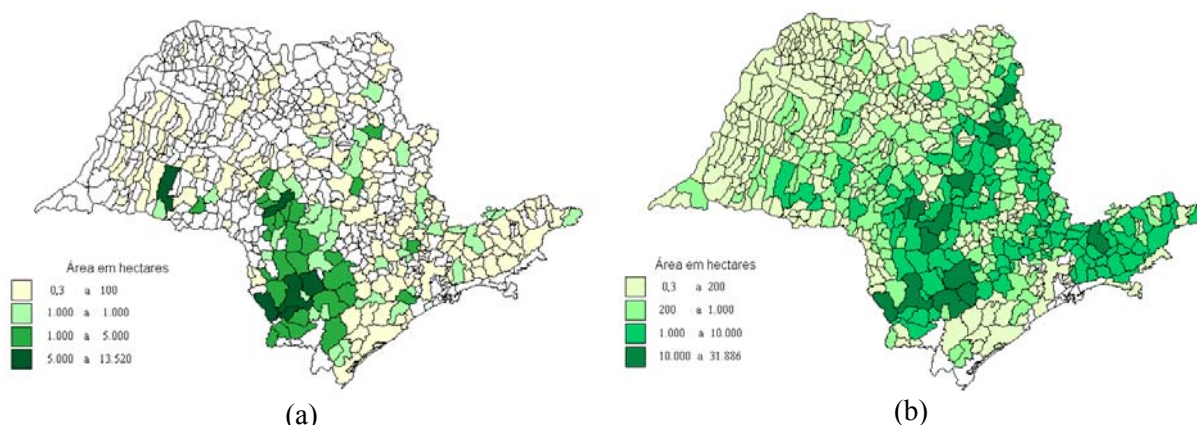 Área em hectares
0,3 a 100
1.000 a 1.000
1.000 a 5.000
5.000 a 13.520
(a)
Área em hectares
0,3 a 200
200 a 1.000
1.000 a 10.000
10.000 a 31.886
(b)